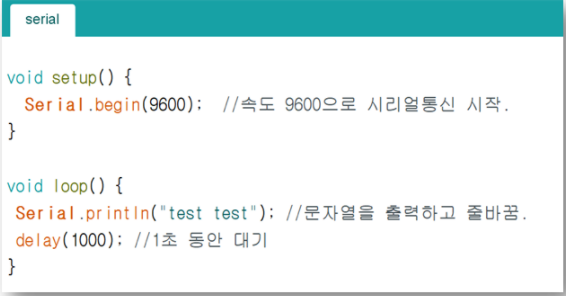 serial
void setup() {
Serial.begin(9600); //속도 9600으로 시리얼통신 시작.
}
void loop() {
Serial.println("test test"); //문자열을 출력하고 줄바꿈.
delay(1000); //1초 동안 대기
}